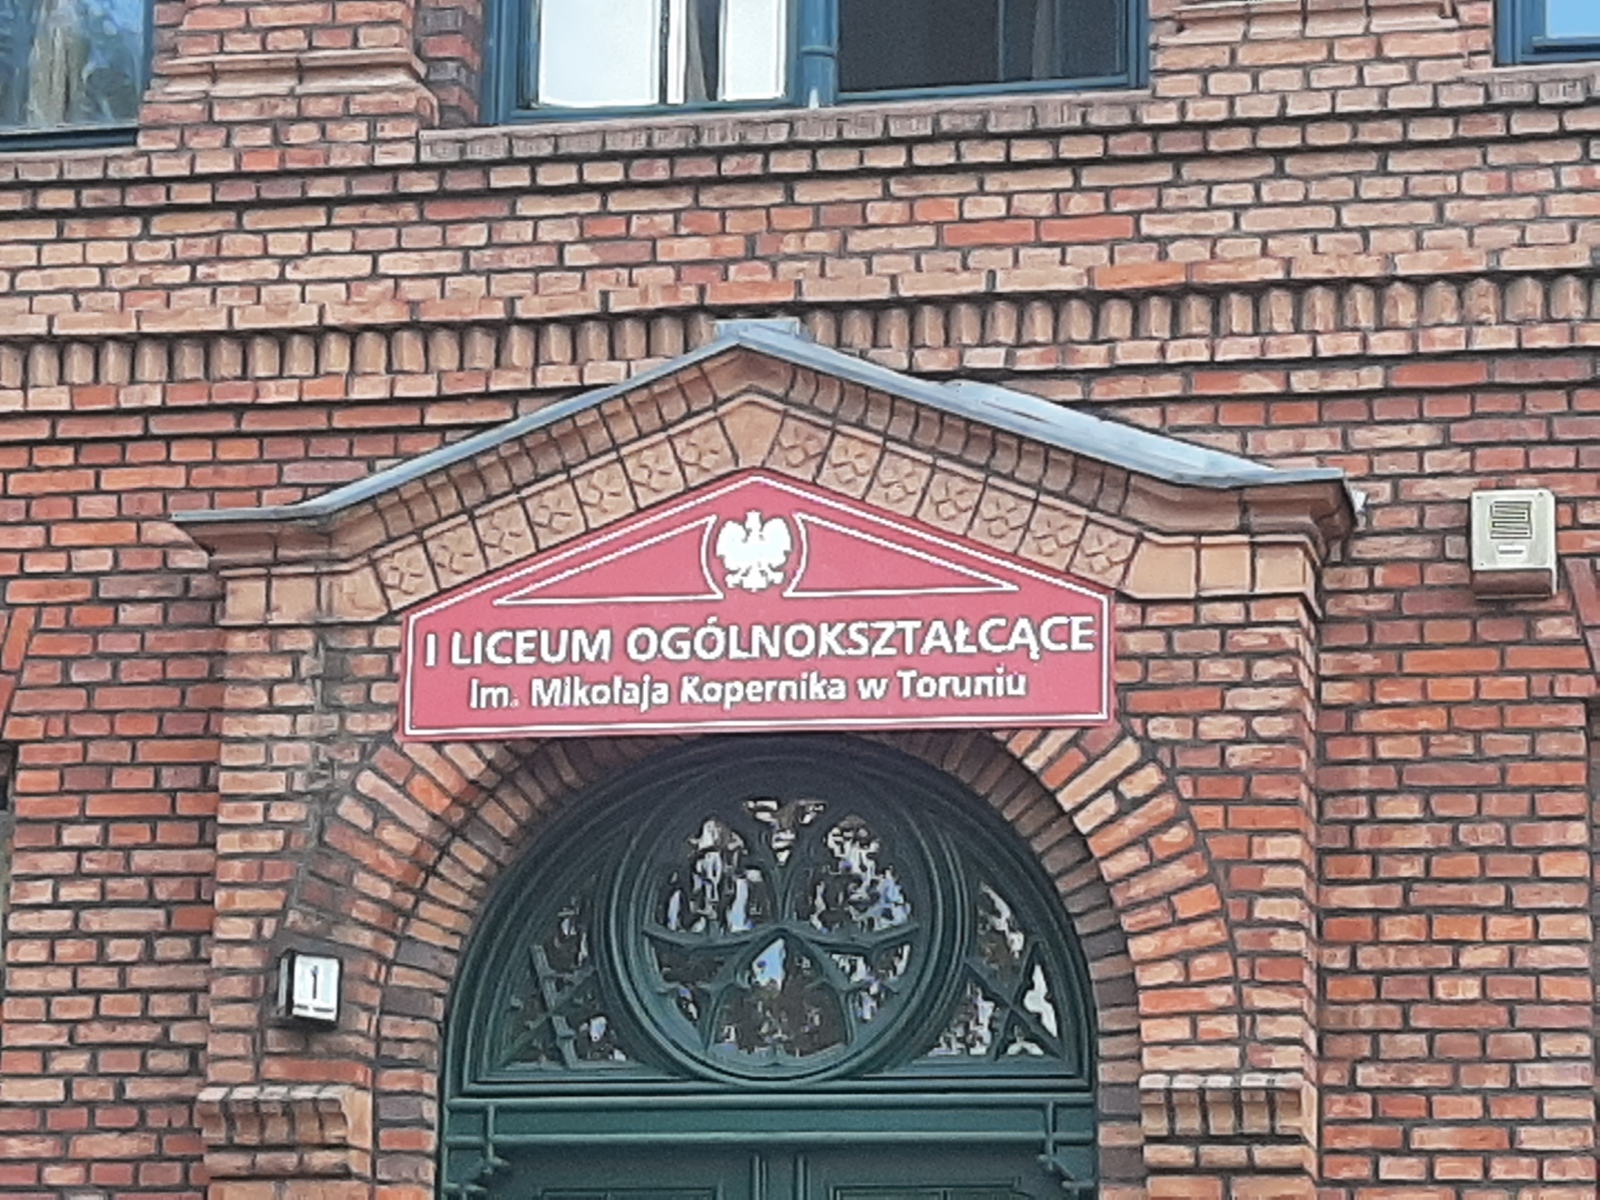 I LICEUM OGÓLNOKSZTAŁCĄCE
im. Mikołaja Kopernika w Toruniu
1